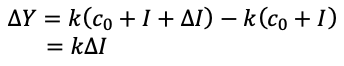 ΔY = k(c₀ + I + ΔI) − k(c₀ + I)
= kΔI